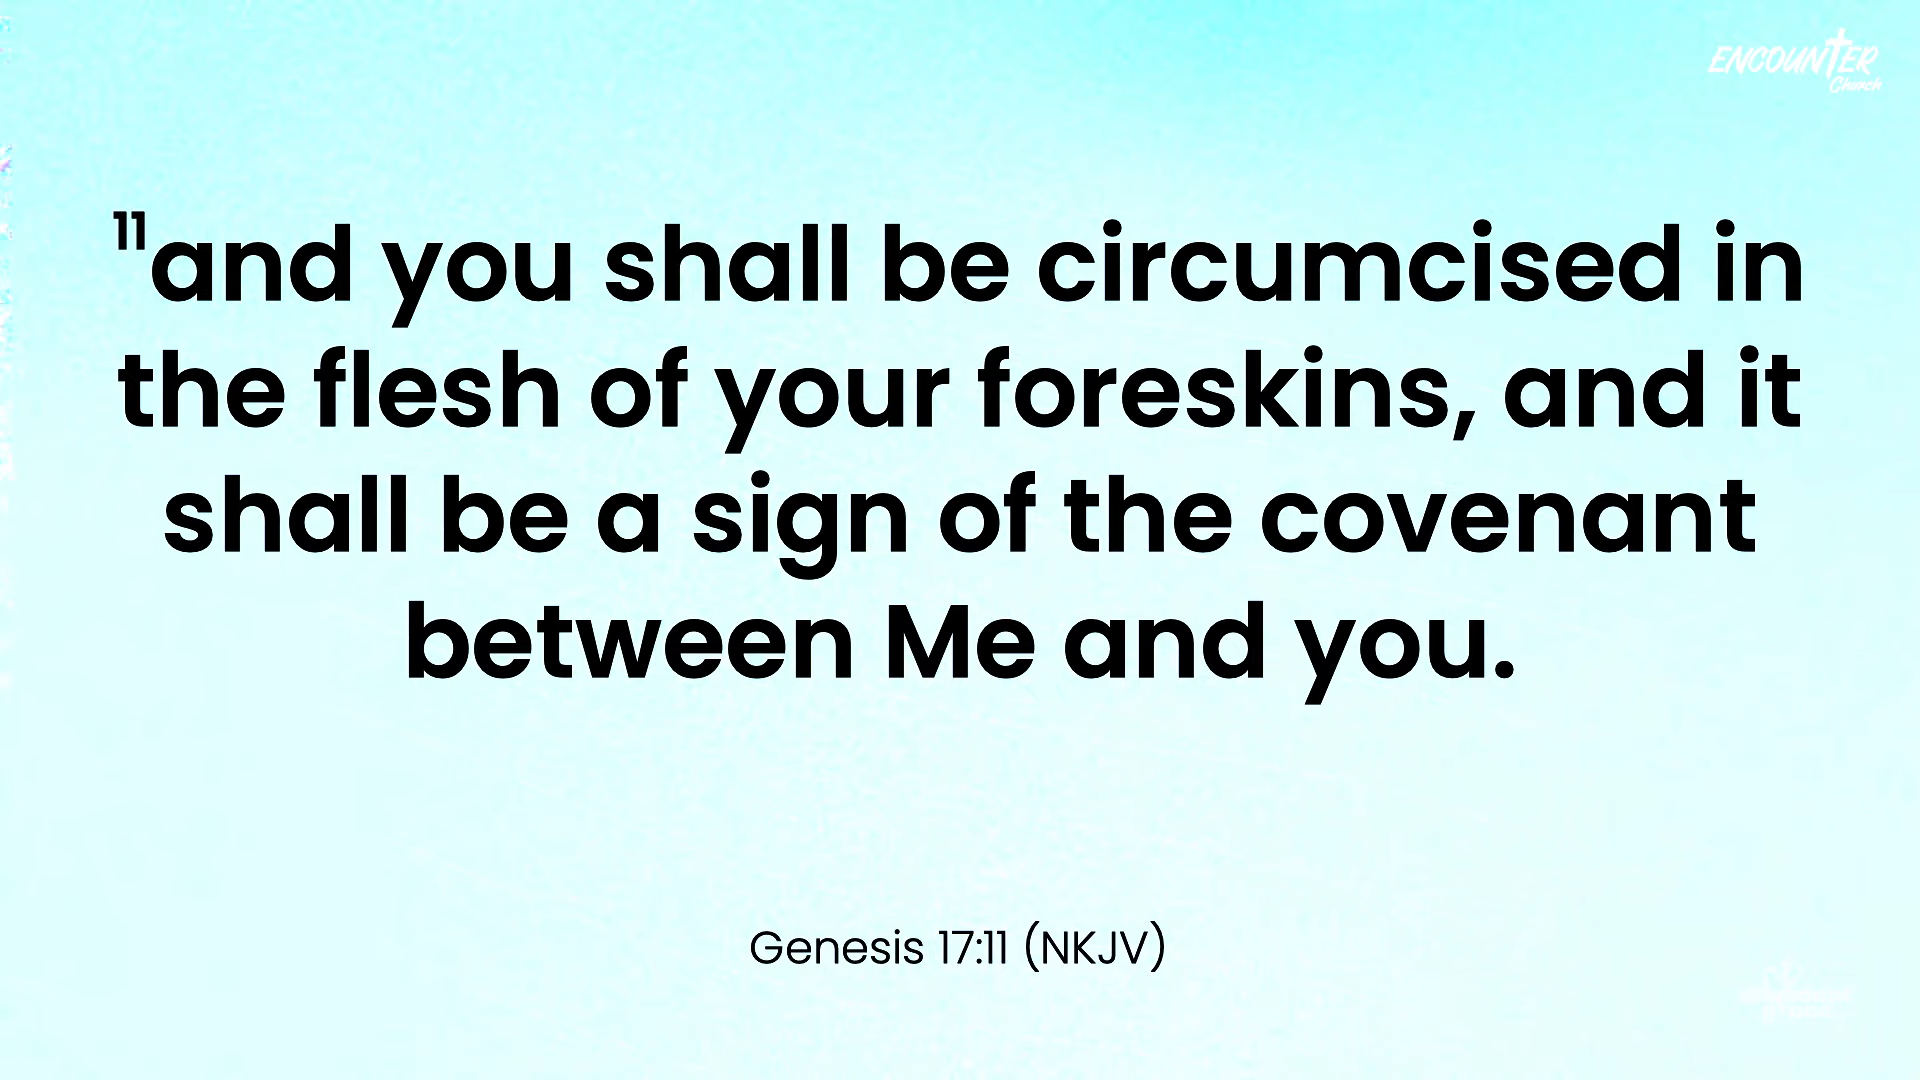 ENCOUNTER
Church
11and you shall be circumcised in
the flesh of your foreskins, and it
shall be a sign of the covenant
between Me and you.
Genesis 17:11 (NKJV)